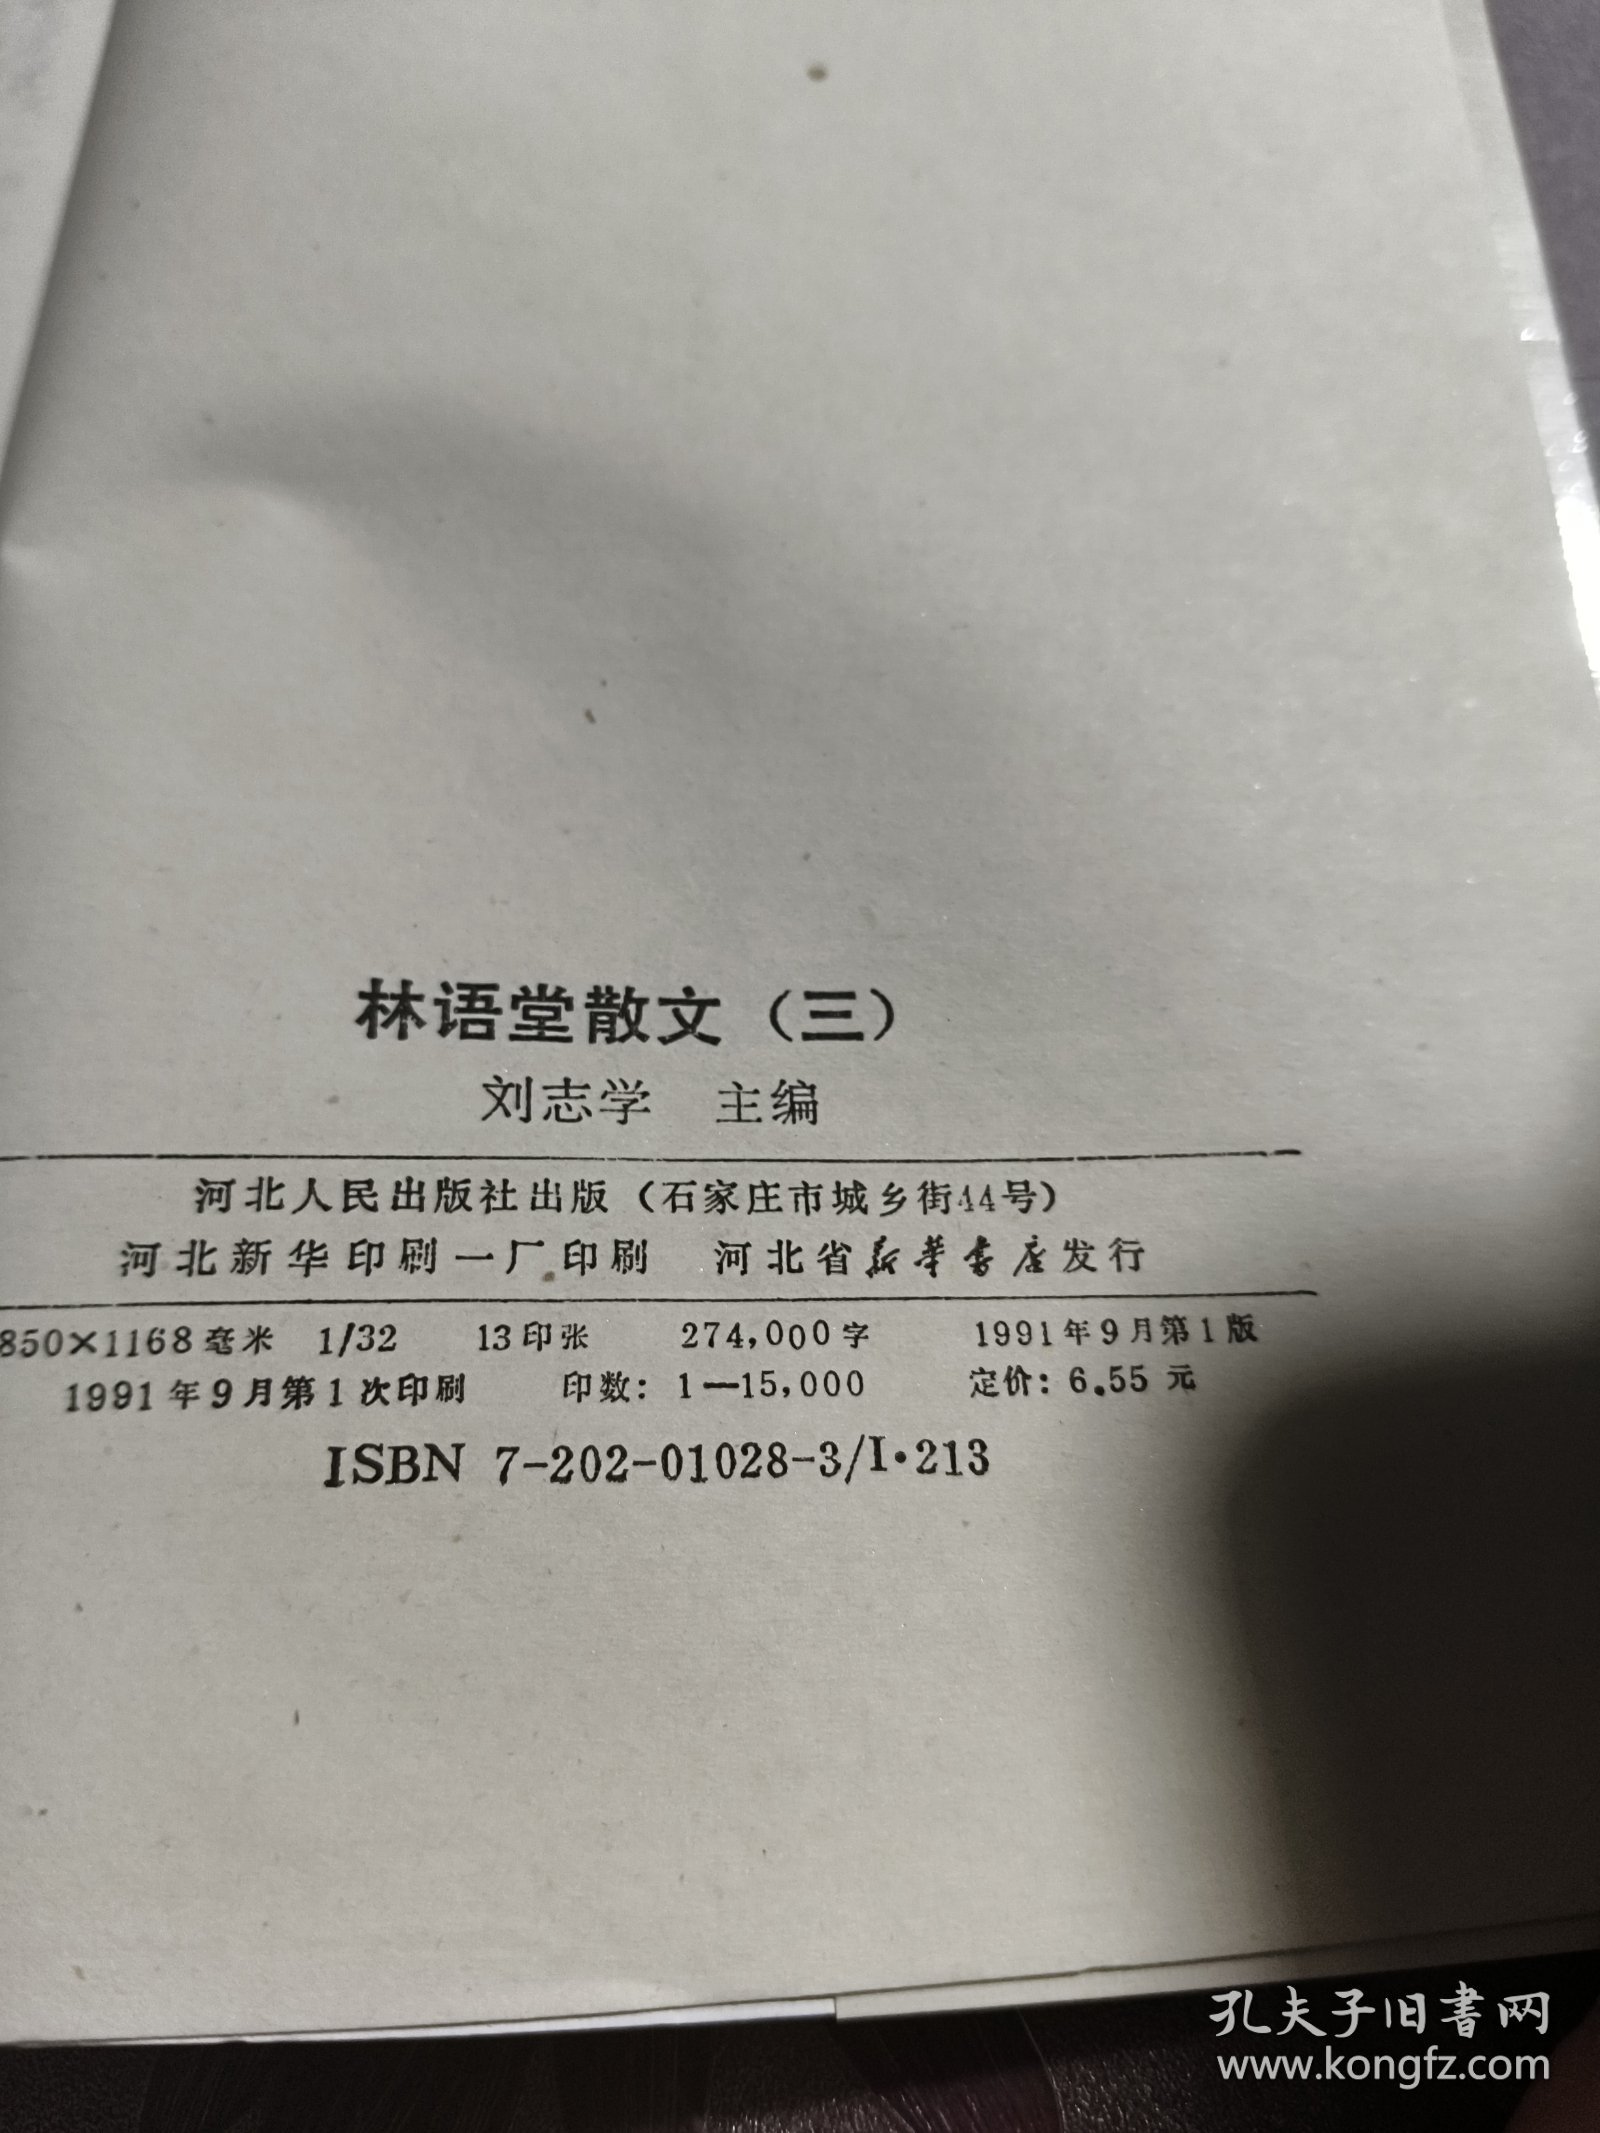 林语堂散文（三）
刘志学 主编
河北人民出版社出版（石家庄市城乡街44号）
河北新华印刷一厂印刷 河北省新华书店发行
850×1168毫米 1/32 13印张 274,000字 1991年9月第1版
1991年9月第1次印刷 印数：1—15,000 定价：6.55元
ISBN 7-202-01028-3/I·213
孔夫子旧书网
www.kongfz.com